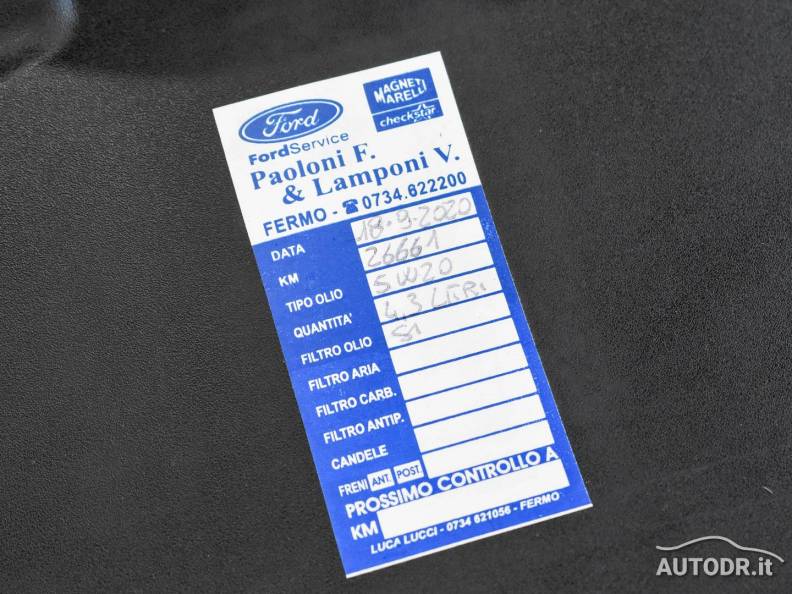 Ford
FordService
MAGNETI MARELLI
checkstar
Paoloni F.
& Lamponi V.
FERMO - ☎ 0734.622200
DATA 18-9-2020
KM 26661
TIPO OLIO 5W20
QUANTITA' 4,3 LITRI
FILTRO OLIO SI
FILTRO ARIA
FILTRO CARB.
FILTRO ANTIP.
CANDELE
FRENI ANT. POST.
PROSSIMO CONTROLLO A
KM
LUCA LUCCI - 0734 621056 - FERMO
AUTODR.it